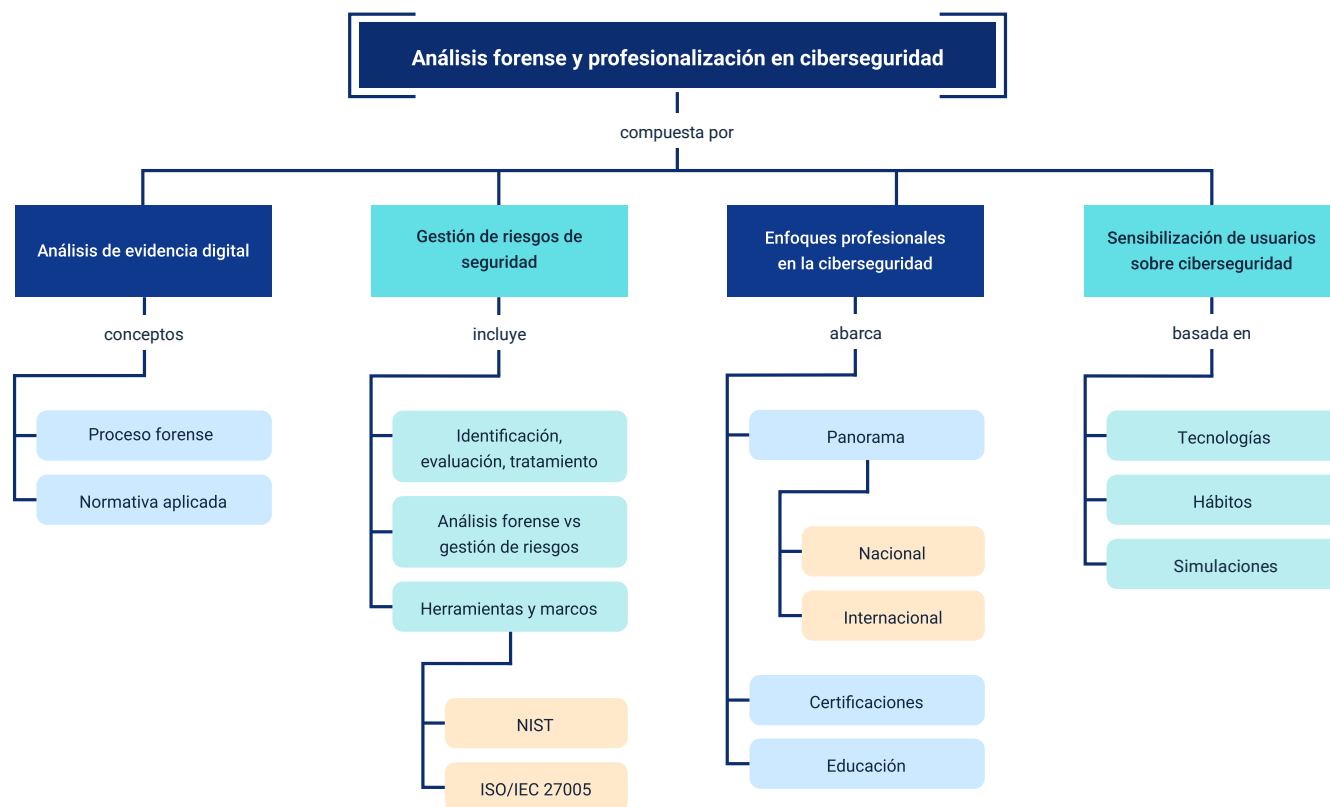 Análisis forense y profesionalización en ciberseguridad
compuesta por
Análisis de evidencia digital
conceptos
Proceso forense
Normativa aplicada
Gestión de riesgos de
seguridad
incluye
Identificación,
evaluación, tratamiento
Análisis forense vs
gestión de riesgos
Herramientas y marcos
NIST
ISO/IEC 27005
Enfoques profesionales
en la ciberseguridad
abarca
Panorama
Nacional
Internacional
Certificaciones
Educación
Sensibilización de usuarios
sobre ciberseguridad
basada en
Tecnologías
Hábitos
Simulaciones